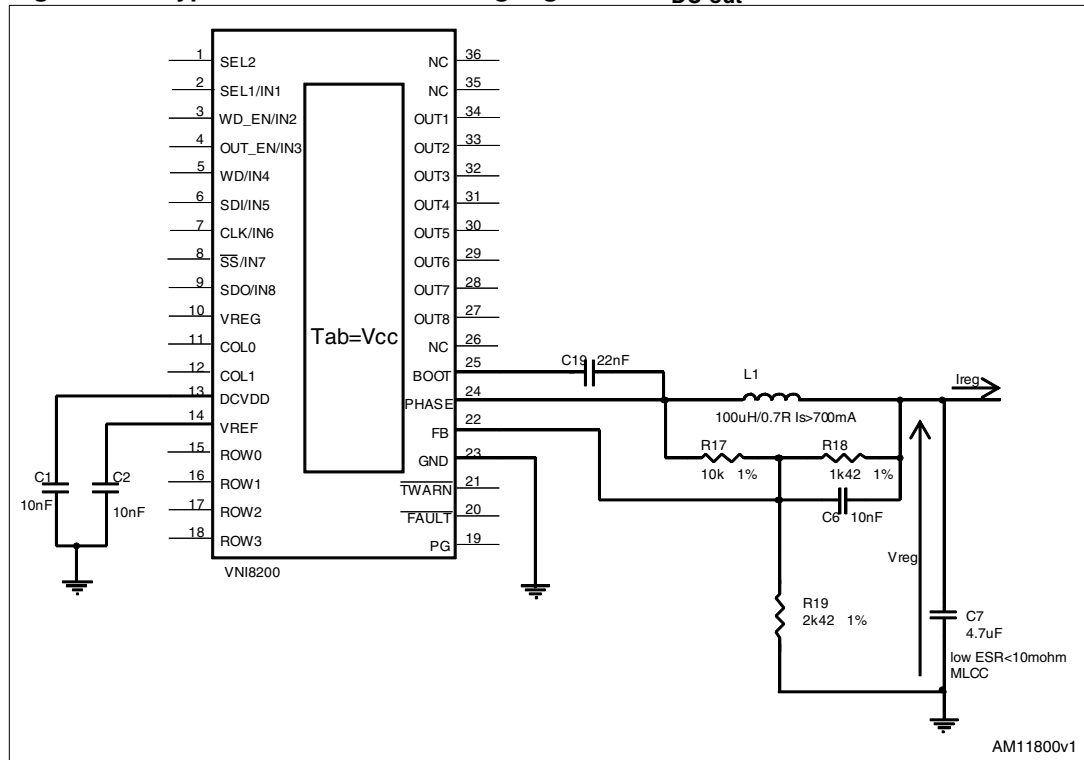 DC out
1 SEL2
2 SEL1/IN1
3 WD_EN/IN2
4 OUT_EN/IN3
5 WD/IN4
6 SDI/IN5
7 CLK/IN6
8 SS/IN7
9 SDO/IN8
10 VREG
11 COL0
12 COL1
13 DCVDD
14 VREF
15 ROW0
16 ROW1
17 ROW2
18 ROW3
Tab=Vcc
NC 36
NC 35
OUT1 34
OUT2 33
OUT3 32
OUT4 31
OUT5 30
OUT6 29
OUT7 28
OUT8 27
NC 26
BOOT 25
PHASE 24
FB 22
GND 23
TWARN 21
FAULT 20
PG 19
VNI8200
C1
10nF
C2
10nF
C19 22nF
L1
100uH/0.7R Is>700mA
Ireg
R17
10k 1%
R18
1k42 1%
C6 10nF
Vreg
R19
2k42 1%
C7
4.7uF
low ESR<10mohm
MLCC
AM11800v1